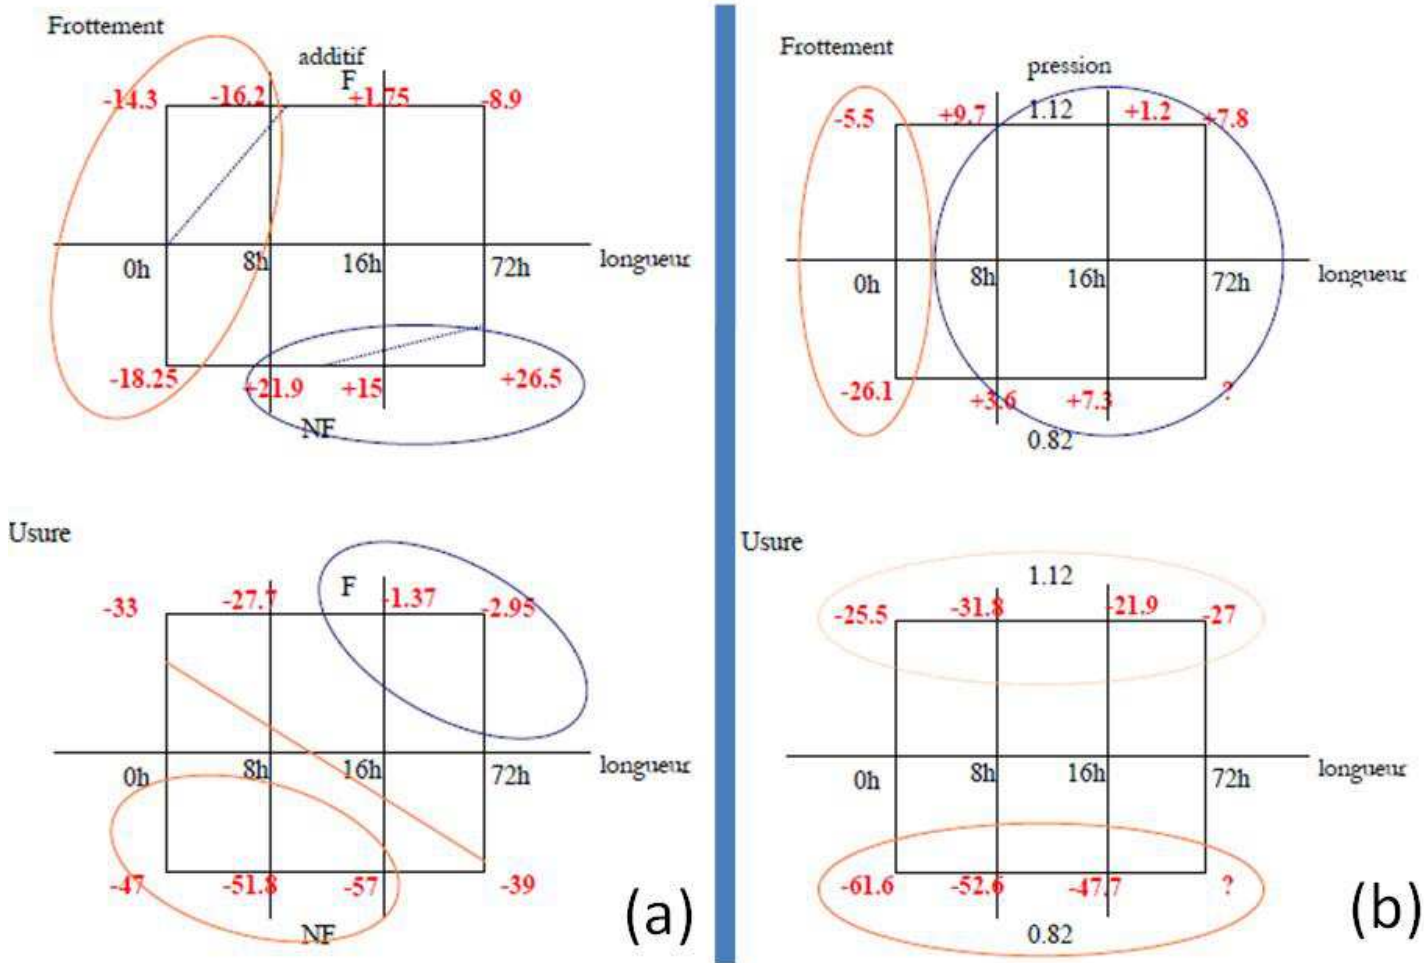 Frottement
additif
F
-14.3 -16.2 +1.75 -8.9
0h 8h 16h 72h longueur
-18.25 +21.9 +15 +26.5
NF
Usure
F
-33 -27.7 -1.37 -2.95
0h 8h 16h 72h longueur
-47 -51.8 -57 -39
NF
(a)
Frottement
pression
1.12
-5.5 +9.7 +1.2 +7.8
0h 8h 16h 72h longueur
-26.1 +3.6 +7.3 ?
0.82
Usure
1.12
-25.5 -31.8 -21.9 -27
0h 8h 16h 72h longueur
-61.6 -52.6 -47.7 ?
0.82
(b)